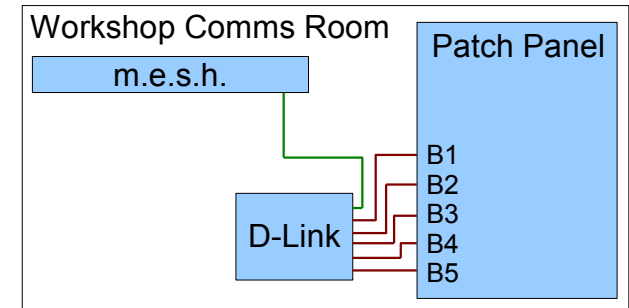 Workshop Comms Room
Patch Panel
m.e.s.h.
B1
B2
B3
D-Link
B4
B5